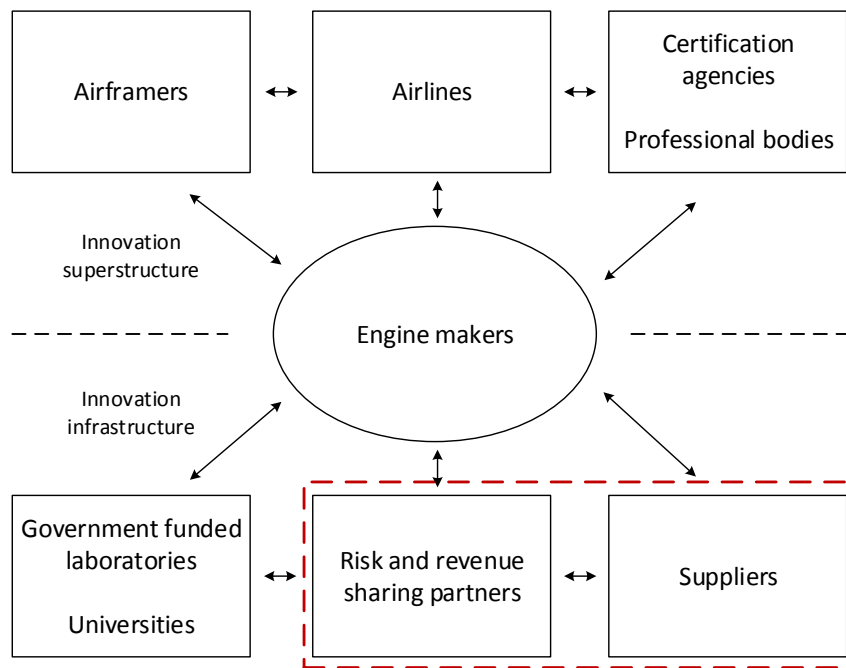 Airframers
Airlines
Certification
agencies
Professional bodies
Innovation
superstructure
Engine makers
Innovation
infrastructure
Government funded
laboratories
Universities
Risk and revenue
sharing partners
Suppliers